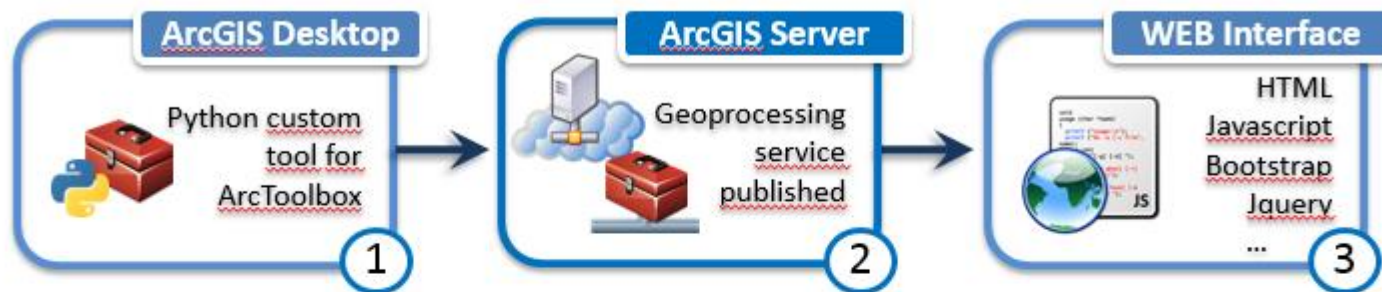 ArcGIS Desktop
Python custom
tool for
ArcToolbox
1
ArcGIS Server
Geoprocessing
service
published
2
WEB Interface
HTML
Javascript
Bootstrap
Jquery
...
JS
3